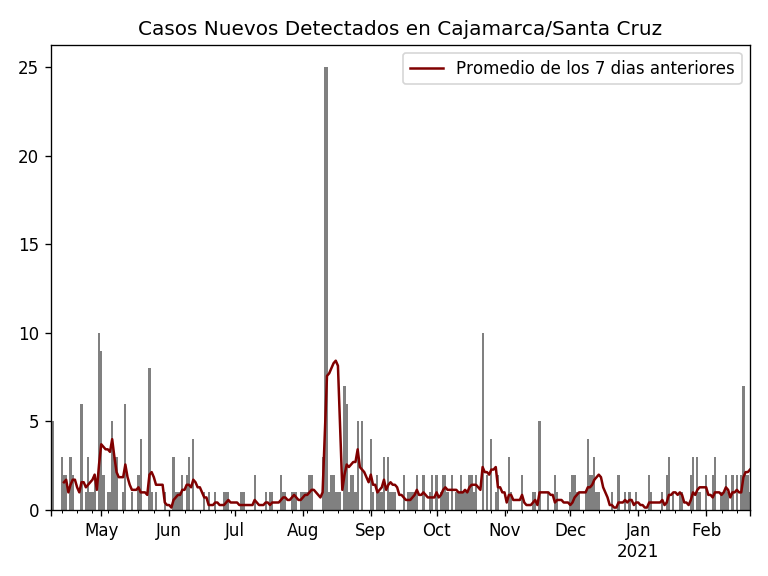 Casos Nuevos Detectados en Cajamarca/Santa Cruz
Promedio de los 7 dias anteriores
25
20
15
10
5
0
May Jun Jul Aug Sep Oct Nov Dec Jan Feb
2021